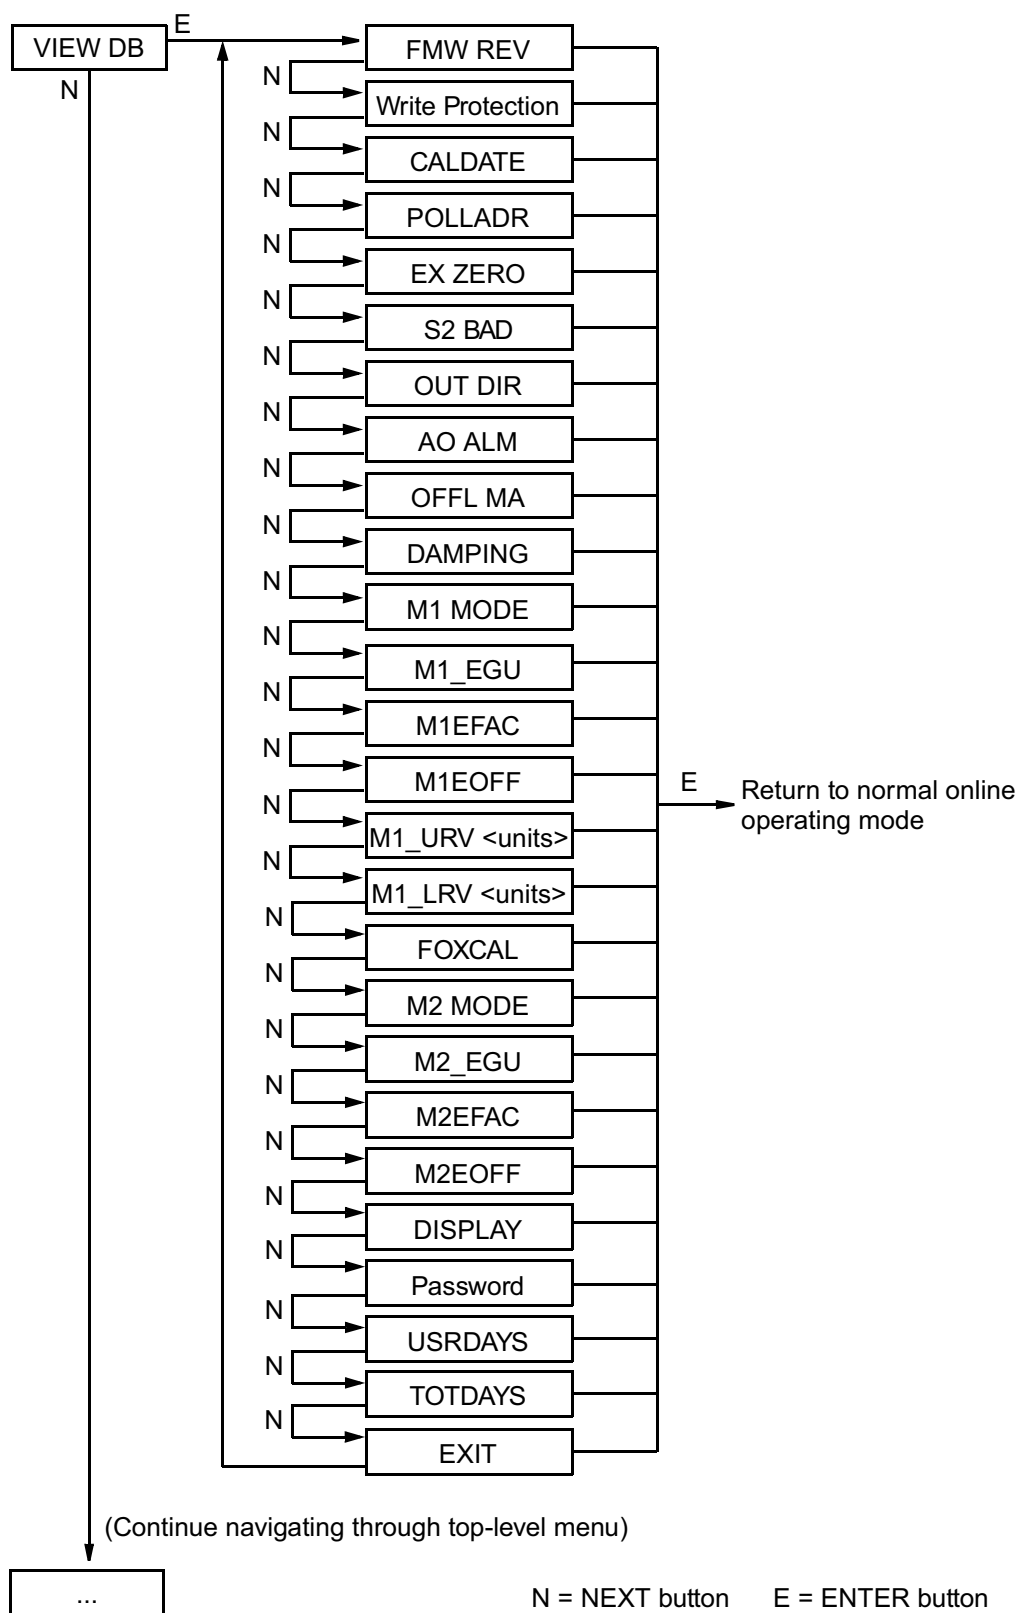 E
VIEW DB
N
FMW REV
N
Write Protection
N
CALDATE
N
POLLADR
N
EX ZERO
N
S2 BAD
N
OUT DIR
N
AO ALM
N
OFFL MA
N
DAMPING
N
M1 MODE
N
M1_EGU
N
M1EFAC
N
M1EOFF
N
M1_URV <units>
N
M1_LRV <units>
N
FOXCAL
N
M2 MODE
N
M2_EGU
N
M2EFAC
N
M2EOFF
N
DISPLAY
N
Password
N
USRDAYS
N
TOTDAYS
N
EXIT
E
Return to normal online
operating mode
(Continue navigating through top-level menu)
...
N = NEXT button E = ENTER button